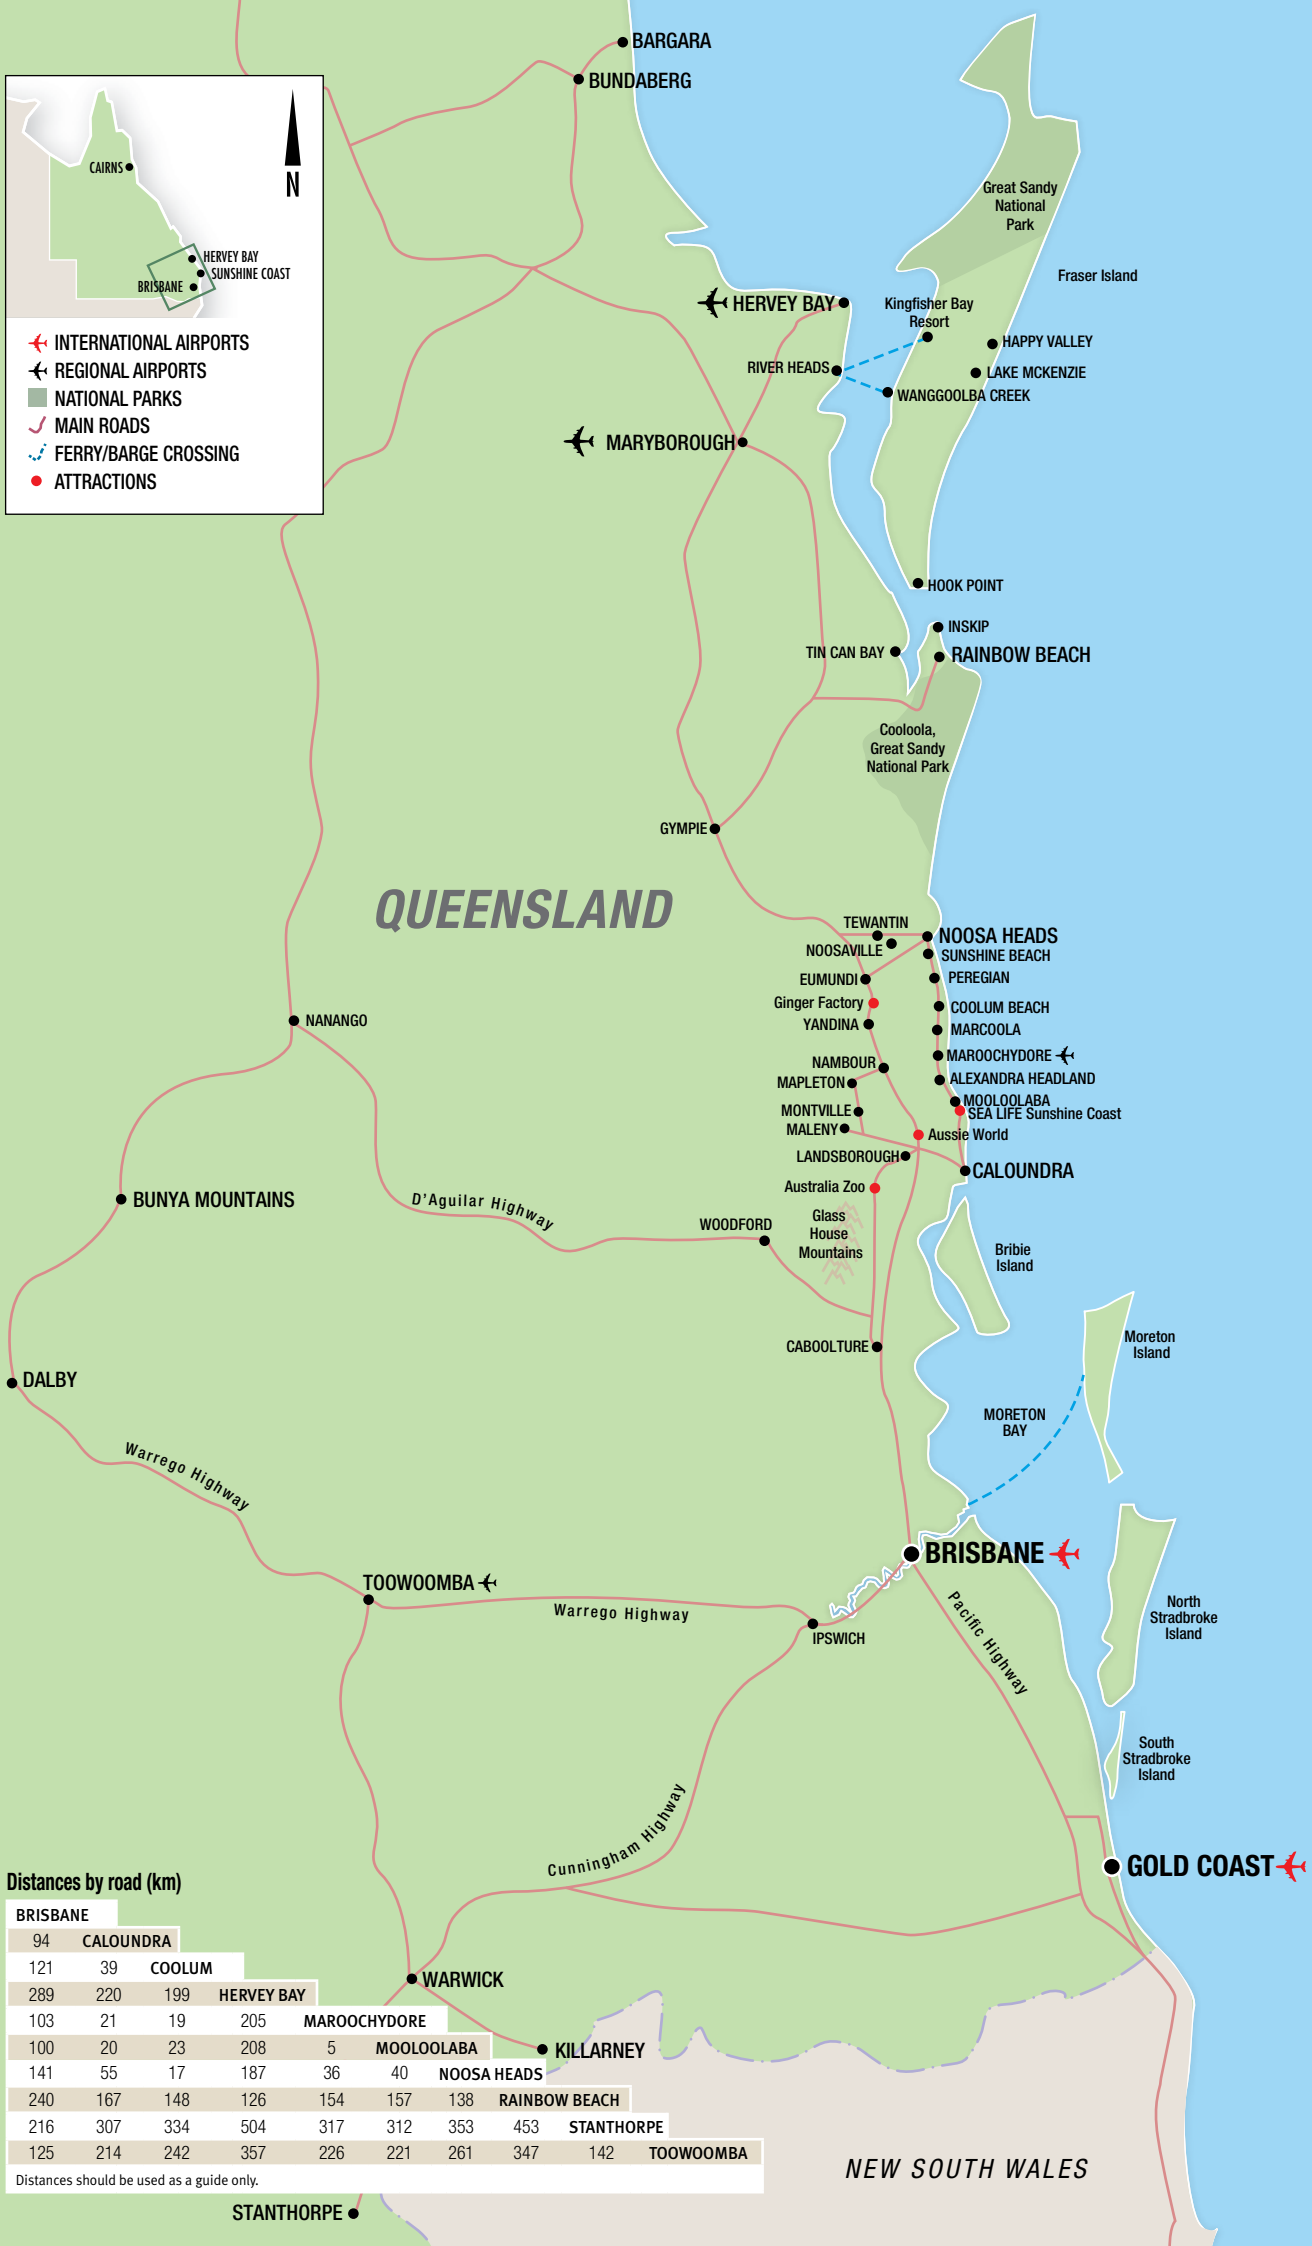 BARGARA
BUNDABERG
CAIRNS
HERVEY BAY
SUNSHINE COAST
BRISBANE
N
INTERNATIONAL AIRPORTS
REGIONAL AIRPORTS
NATIONAL PARKS
MAIN ROADS
FERRY/BARGE CROSSING
ATTRACTIONS
Great Sandy
National
Park
Fraser Island
HERVEY BAY
Kingfisher Bay
Resort
HAPPY VALLEY
RIVER HEADS
LAKE MCKENZIE
WANGGOOLBA CREEK
MARYBOROUGH
HOOK POINT
INSKIP
TIN CAN BAY
RAINBOW BEACH
Cooloola,
Great Sandy
National Park
GYMPIE
QUEENSLAND
TEWANTIN
NOOSA HEADS
NOOSAVILLE
SUNSHINE BEACH
EUMUNDI
PEREGIAN
Ginger Factory
COOLUM BEACH
YANDINA
MARCOOLA
NANANGO
MAROOCHYDORE
NAMBOUR
ALEXANDRA HEADLAND
MAPLETON
MOOLOOLABA
MONTVILLE
SEA LIFE Sunshine Coast
MALENY
Aussie World
LANDSBOROUGH
CALOUNDRA
Australia Zoo
BUNYA MOUNTAINS
D'Aguilar Highway
WOODFORD
Glass
House
Mountains
Bribie
Island
CABOOLTURE
Moreton
Island
DALBY
MORETON
BAY
Warrego Highway
BRISBANE
TOOWOOMBA
Warrego Highway
IPSWICH
Pacific Highway
North
Stradbroke
Island
South
Stradbroke
Island
Cunningham Highway
GOLD COAST
WARWICK
KILLARNEY
Distances by road (km)
BRISBANE
94 CALOUNDRA
121 39 COOLUM
289 220 199 HERVEY BAY
103 21 19 205 MAROOCHYDORE
100 20 23 208 5 MOOLOOLABA
141 55 17 187 36 40 NOOSA HEADS
240 167 148 126 154 157 138 RAINBOW BEACH
216 307 334 504 317 312 353 453 STANTHORPE
125 214 242 357 226 221 261 347 142 TOOWOOMBA
Distances should be used as a guide only.
NEW SOUTH WALES
STANTHORPE